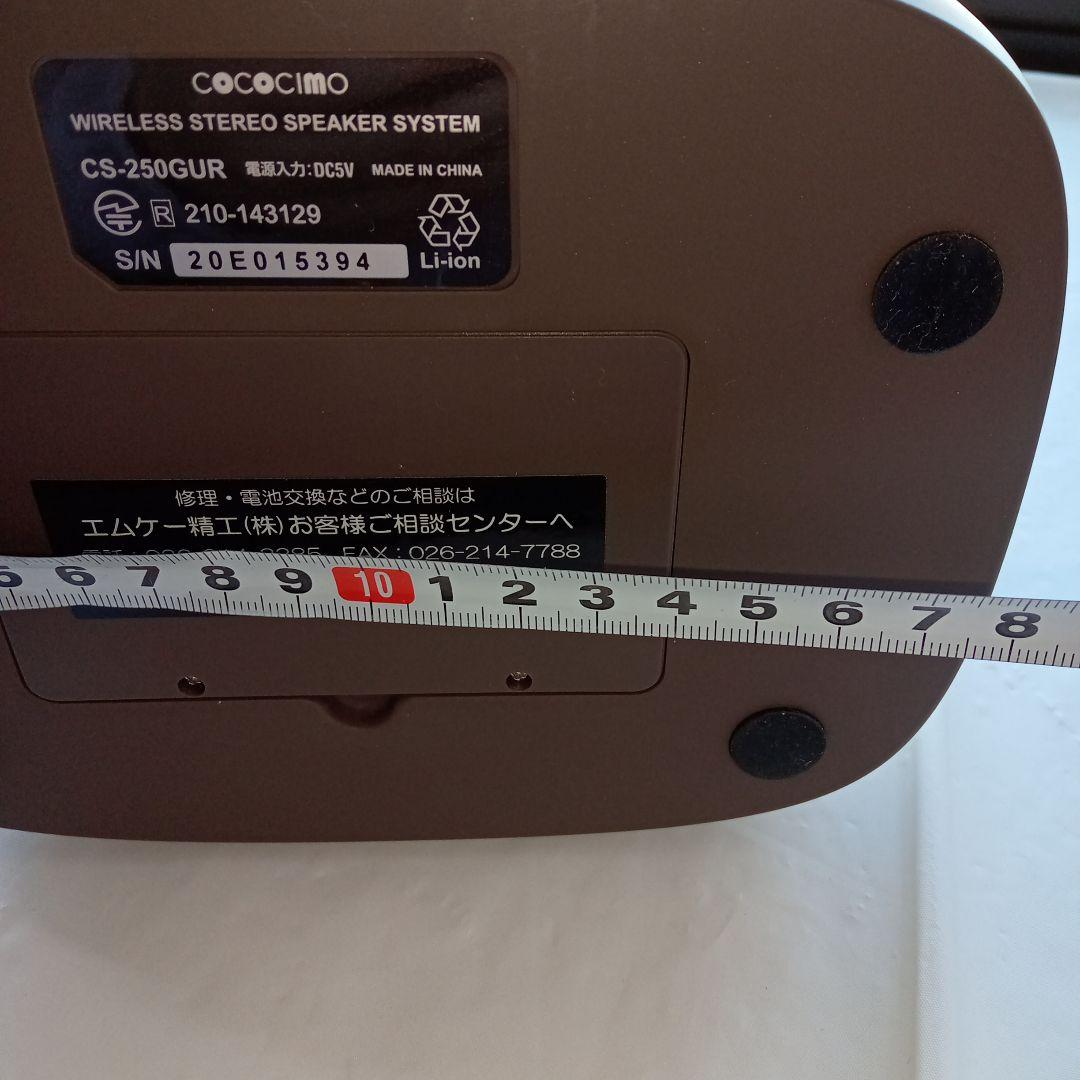 COCOCIMO
WIRELESS STEREO SPEAKER SYSTEM
CS-250GUR 電源入力:DC5V MADE IN CHINA
R 210-143129
S/N 20E015394 Li-ion
修理・電池交換などのご相談は
エムケー精工(株)お客様ご相談センターへ
FAX:026-214-7788
5 6 7 8 9 10 1 2 3 4 5 6 7 8